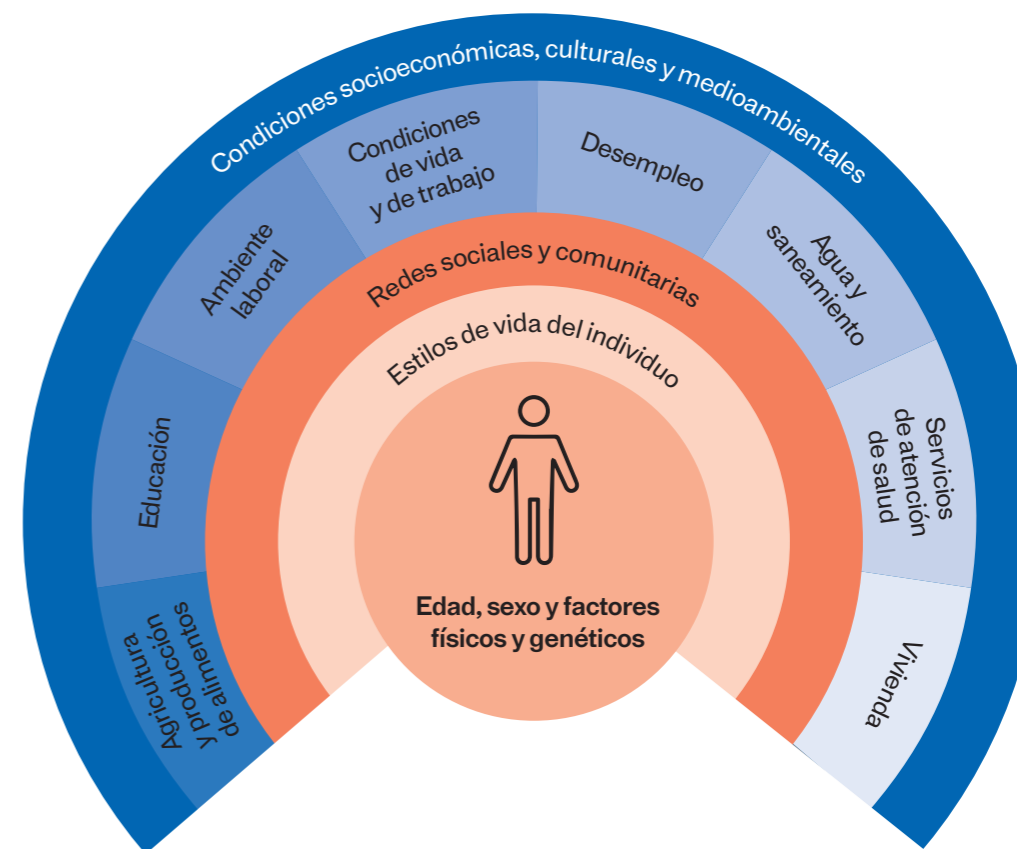 Condiciones socioeconómicas, culturales y medioambientales
Agricultura
y producción
de alimentos
Educación
Ambiente
laboral
Condiciones
de vida
y de trabajo
Desempleo
Agua y
saneamiento
Servicios
de atención
de salud
Vivienda
Redes sociales y comunitarias
Estilos de vida del individuo
Edad, sexo y factores
físicos y genéticos